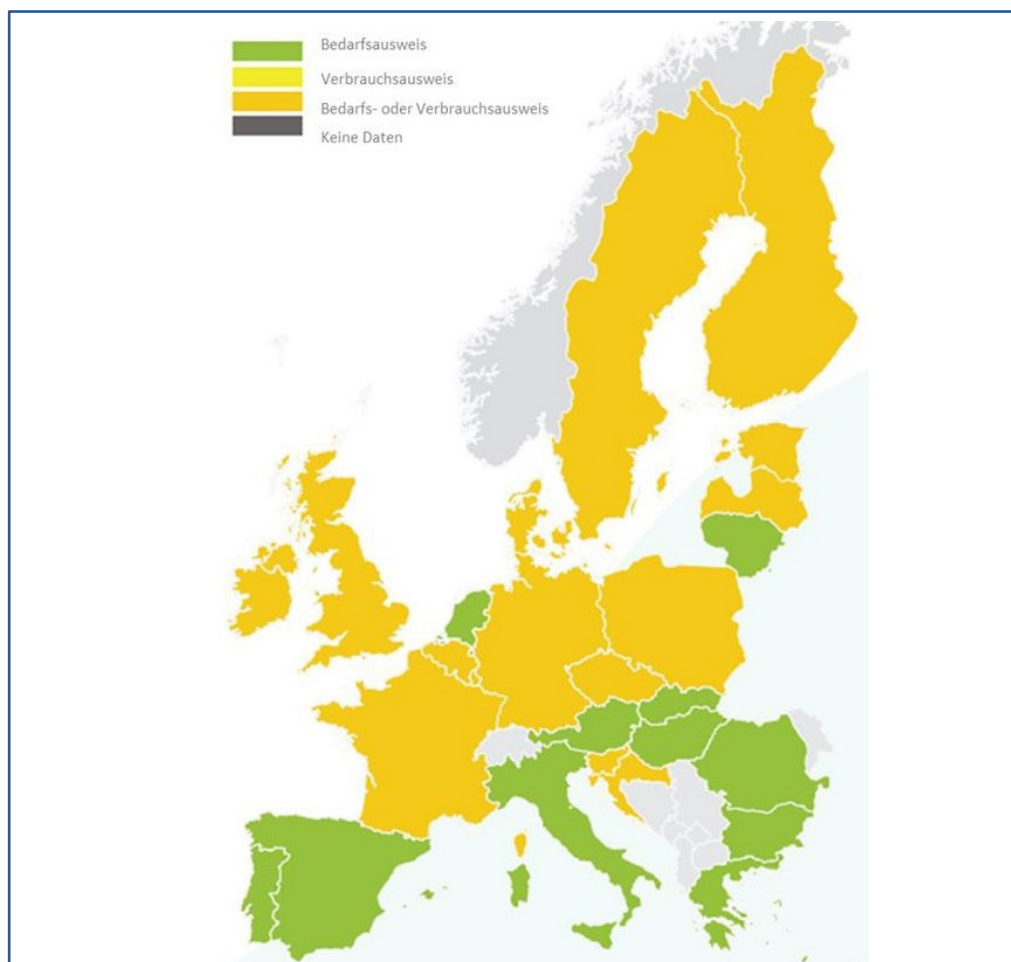 Bedarfsausweis
Verbrauchsausweis
Bedarfs- oder Verbrauchsausweis
Keine Daten